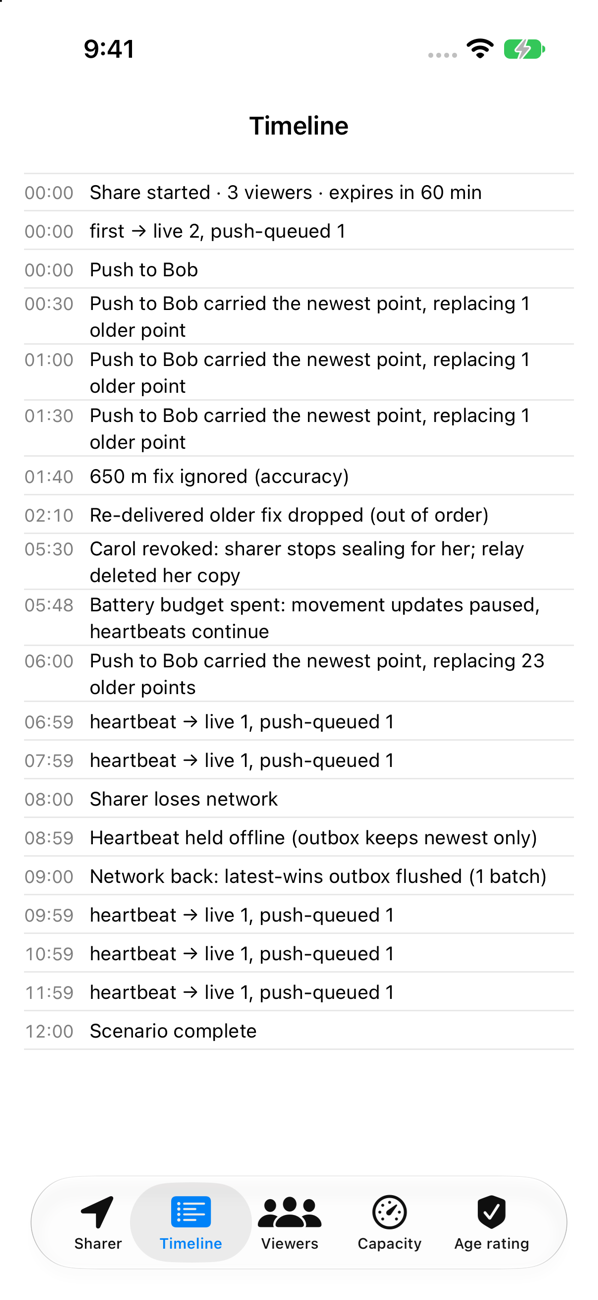 9:41
Timeline
00:00 Share started · 3 viewers · expires in 60 min
00:00 first → live 2, push-queued 1
00:00 Push to Bob
00:30 Push to Bob carried the newest point, replacing 1
older point
01:00 Push to Bob carried the newest point, replacing 1
older point
01:30 Push to Bob carried the newest point, replacing 1
older point
01:40 650 m fix ignored (accuracy)
02:10 Re-delivered older fix dropped (out of order)
05:30 Carol revoked: sharer stops sealing for her; relay
deleted her copy
05:48 Battery budget spent: movement updates paused,
heartbeats continue
06:00 Push to Bob carried the newest point, replacing 23
older points
06:59 heartbeat → live 1, push-queued 1
07:59 heartbeat → live 1, push-queued 1
08:00 Sharer loses network
08:59 Heartbeat held offline (outbox keeps newest only)
09:00 Network back: latest-wins outbox flushed (1 batch)
09:59 heartbeat → live 1, push-queued 1
10:59 heartbeat → live 1, push-queued 1
11:59 heartbeat → live 1, push-queued 1
12:00 Scenario complete
Sharer Timeline Viewers Capacity Age rating